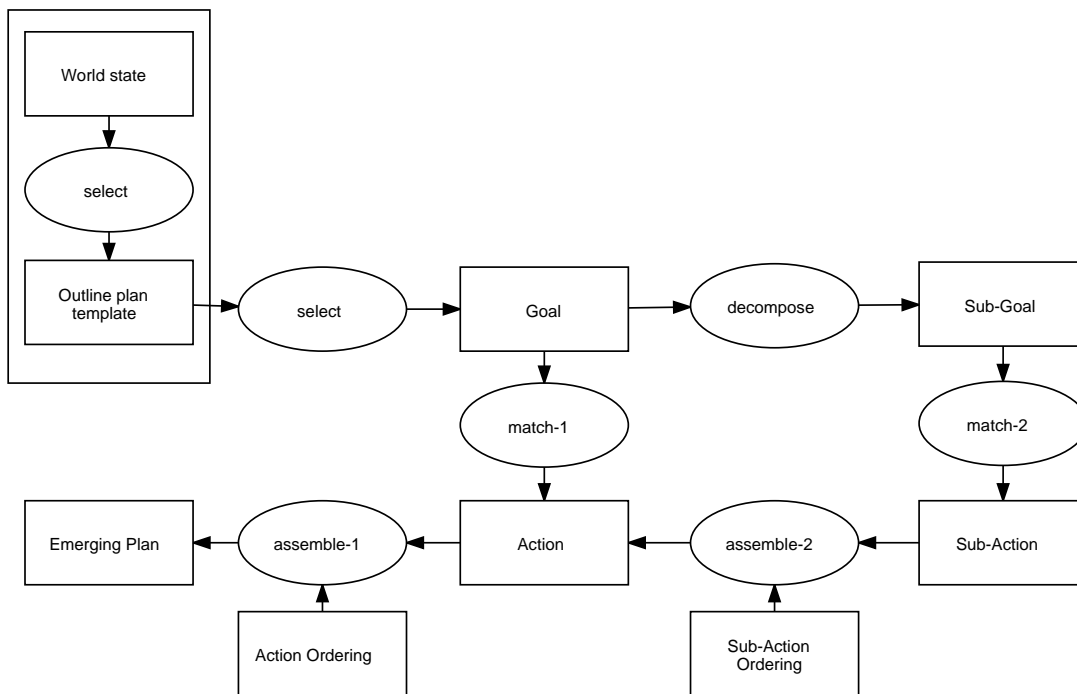 World state
select
Outline plan
template
select
Goal
decompose
Sub-Goal
match-1
match-2
Emerging Plan
assemble-1
Action
assemble-2
Sub-Action
Action Ordering
Sub-Action
Ordering